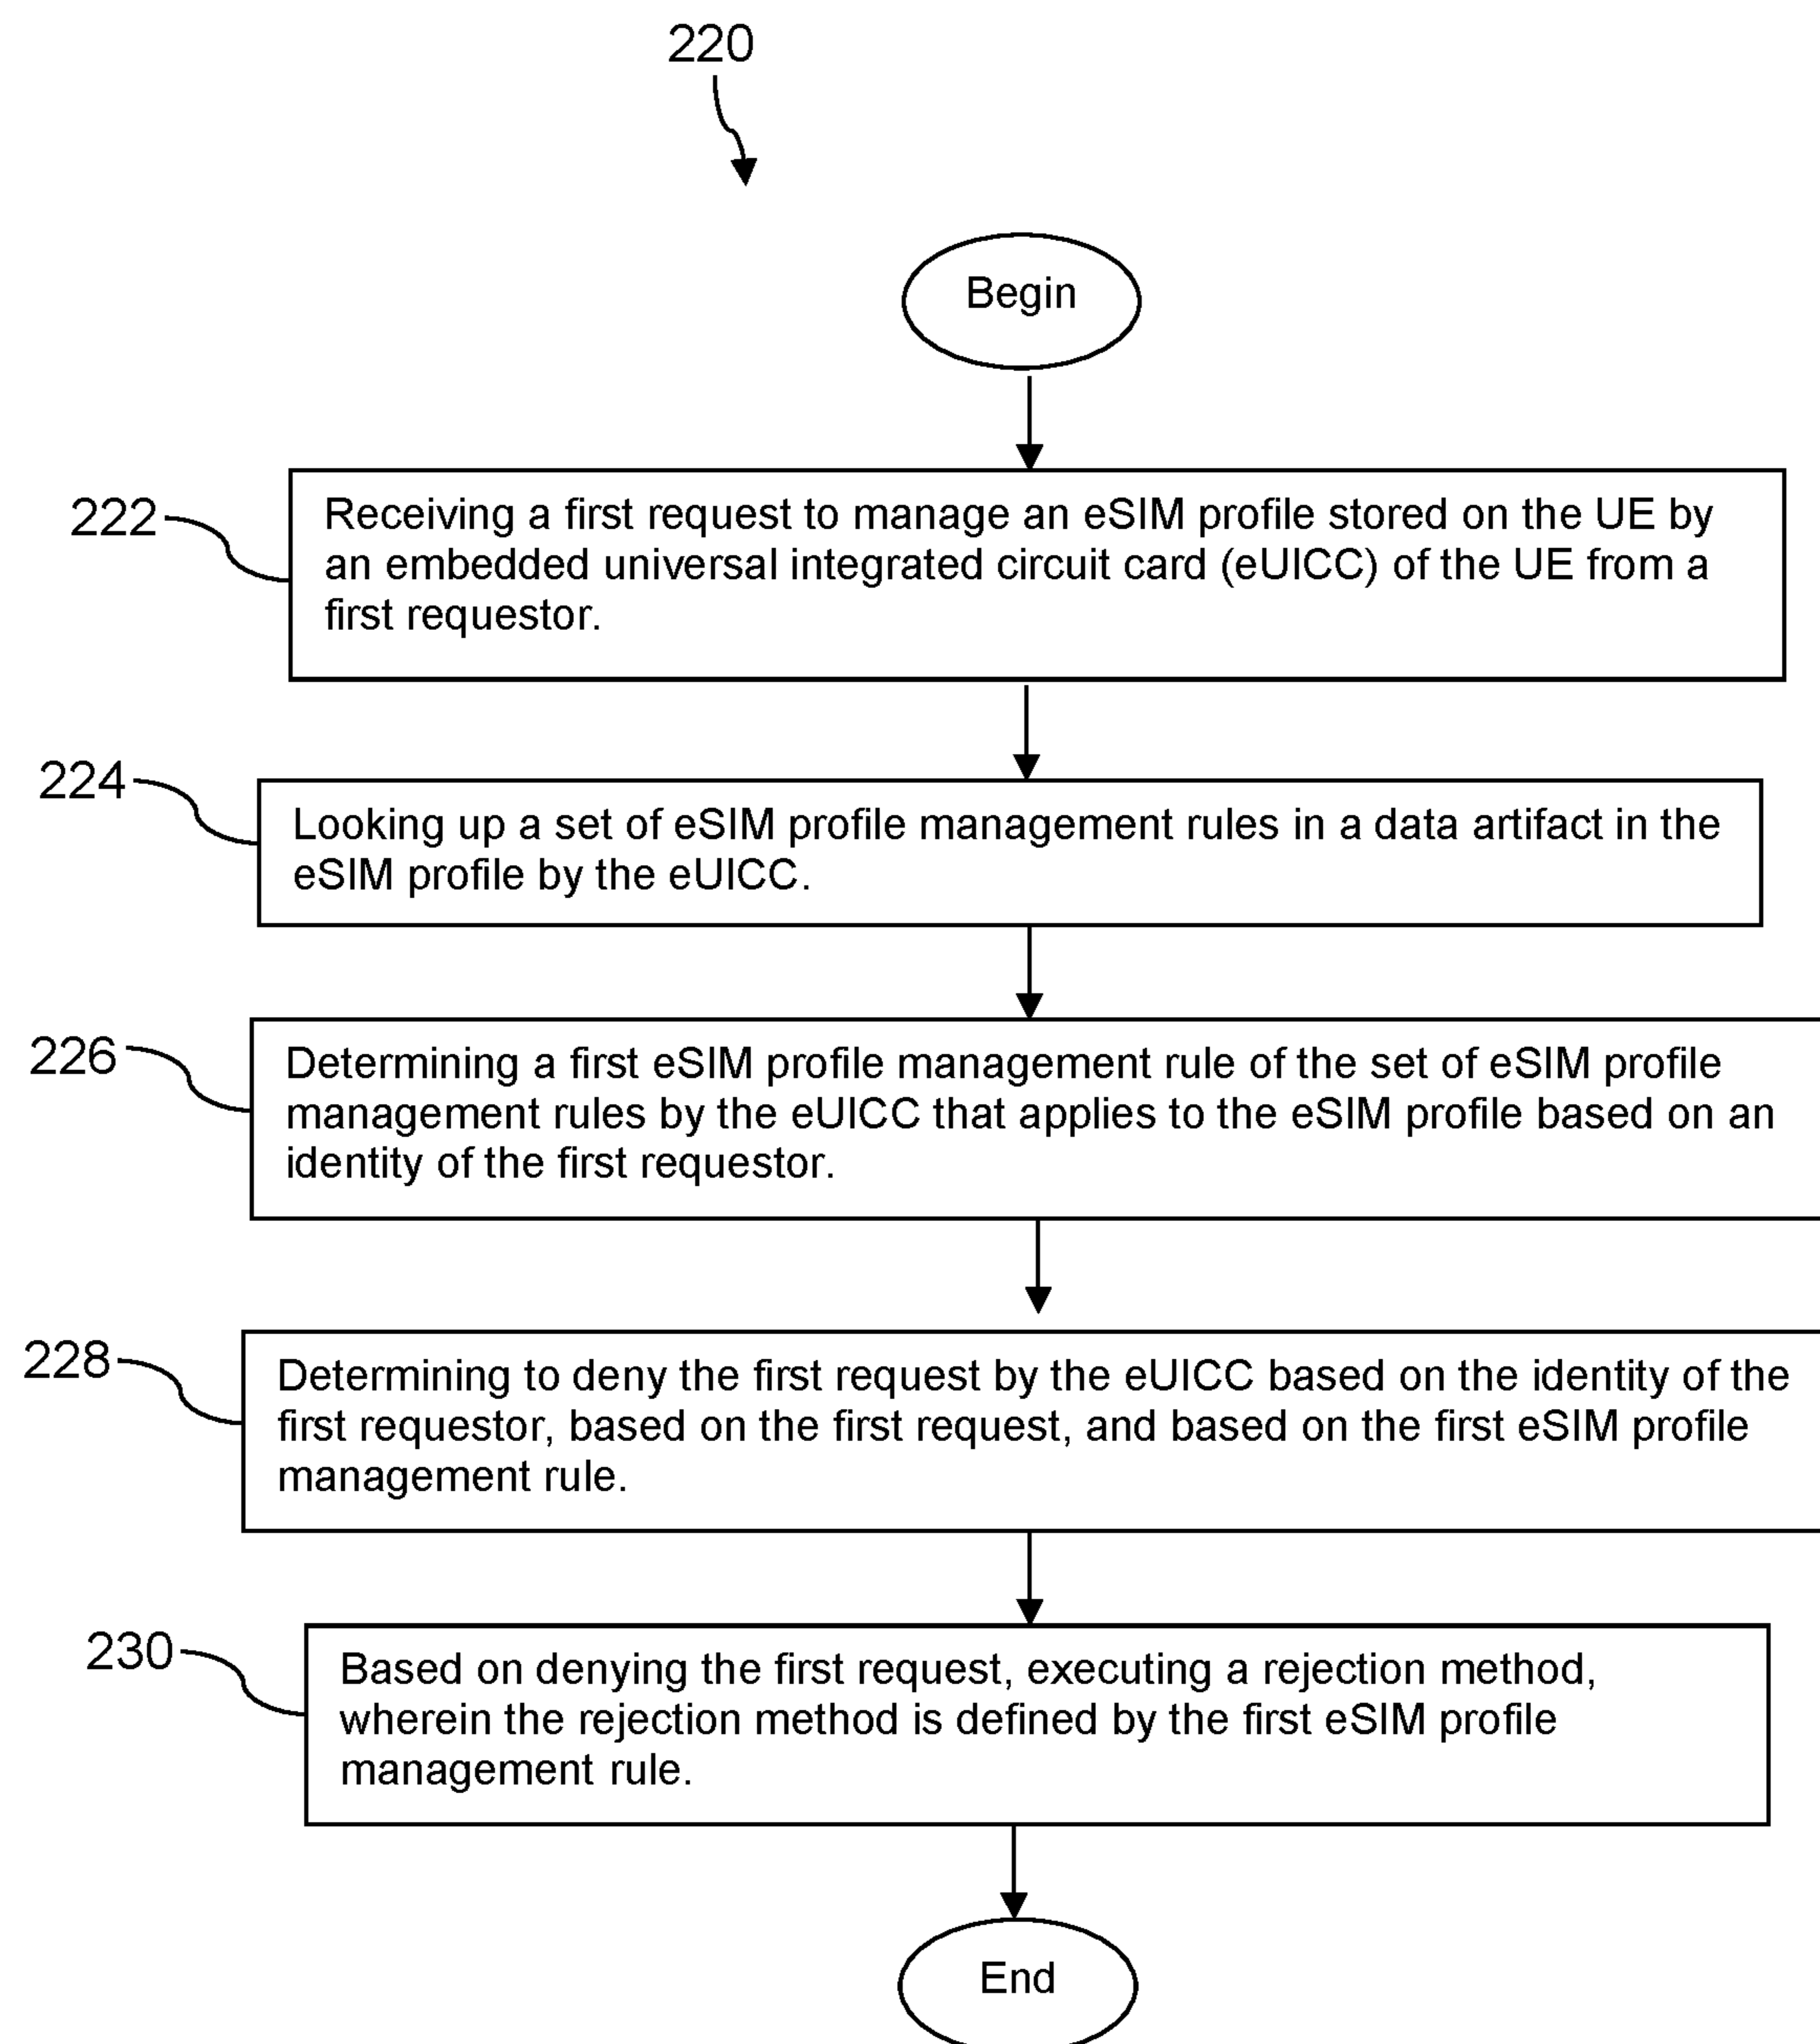 220
Begin
222
Receiving a first request to manage an eSIM profile stored on the UE by
an embedded universal integrated circuit card (eUICC) of the UE from a
first requestor.
224
Looking up a set of eSIM profile management rules in a data artifact in the
eSIM profile by the eUICC.
226
Determining a first eSIM profile management rule of the set of eSIM profile
management rules by the eUICC that applies to the eSIM profile based on an
identity of the first requestor.
228
Determining to deny the first request by the eUICC based on the identity of the
first requestor, based on the first request, and based on the first eSIM profile
management rule.
230
Based on denying the first request, executing a rejection method,
wherein the rejection method is defined by the first eSIM profile
management rule.
End